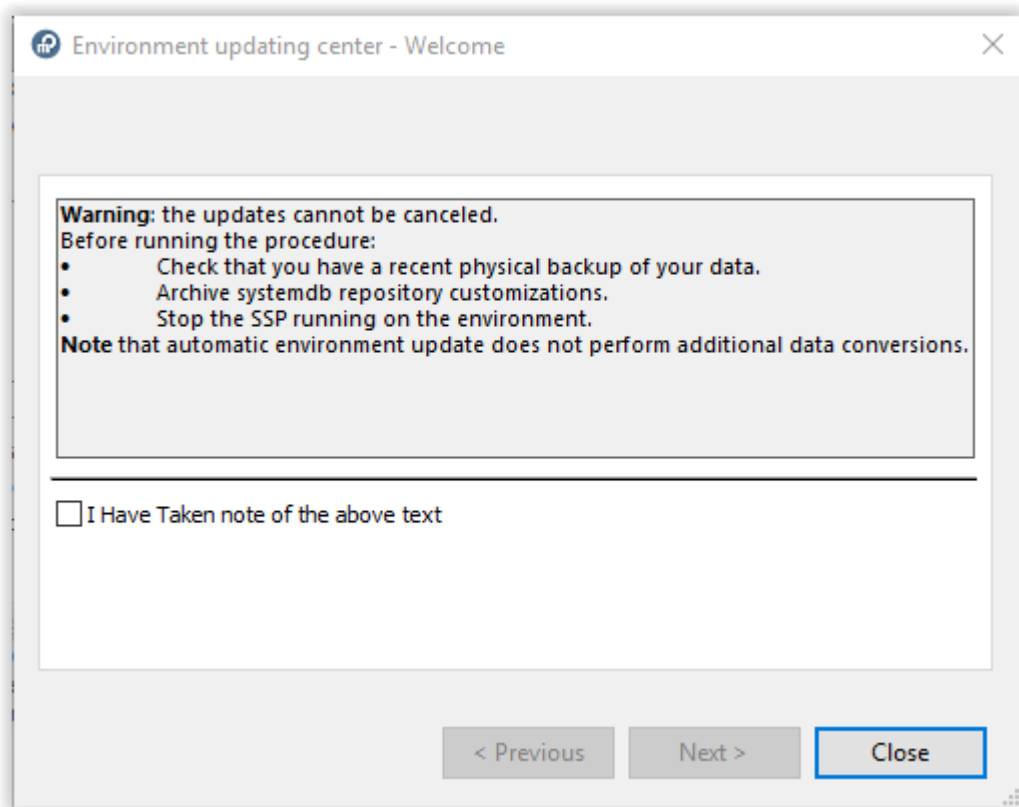 Environment updating center - Welcome
Warning: the updates cannot be canceled.
Before running the procedure:
• Check that you have a recent physical backup of your data.
• Archive systemdb repository customizations.
• Stop the SSP running on the environment.
Note that automatic environment update does not perform additional data conversions.
I Have Taken note of the above text
< Previous Next > Close